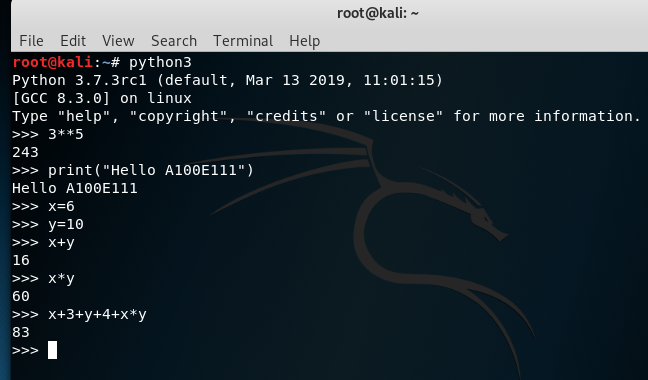 root@kali: ~
File Edit View Search Terminal Help
root@kali:~# python3
Python 3.7.3rc1 (default, Mar 13 2019, 11:01:15)
[GCC 8.3.0] on linux
Type "help", "copyright", "credits" or "license" for more information.
>>> 3**5
243
>>> print("Hello A100E111")
Hello A100E111
>>> x=6
>>> y=10
>>> x+y
16
>>> x*y
60
>>> x+3+y+4+x*y
83
>>>